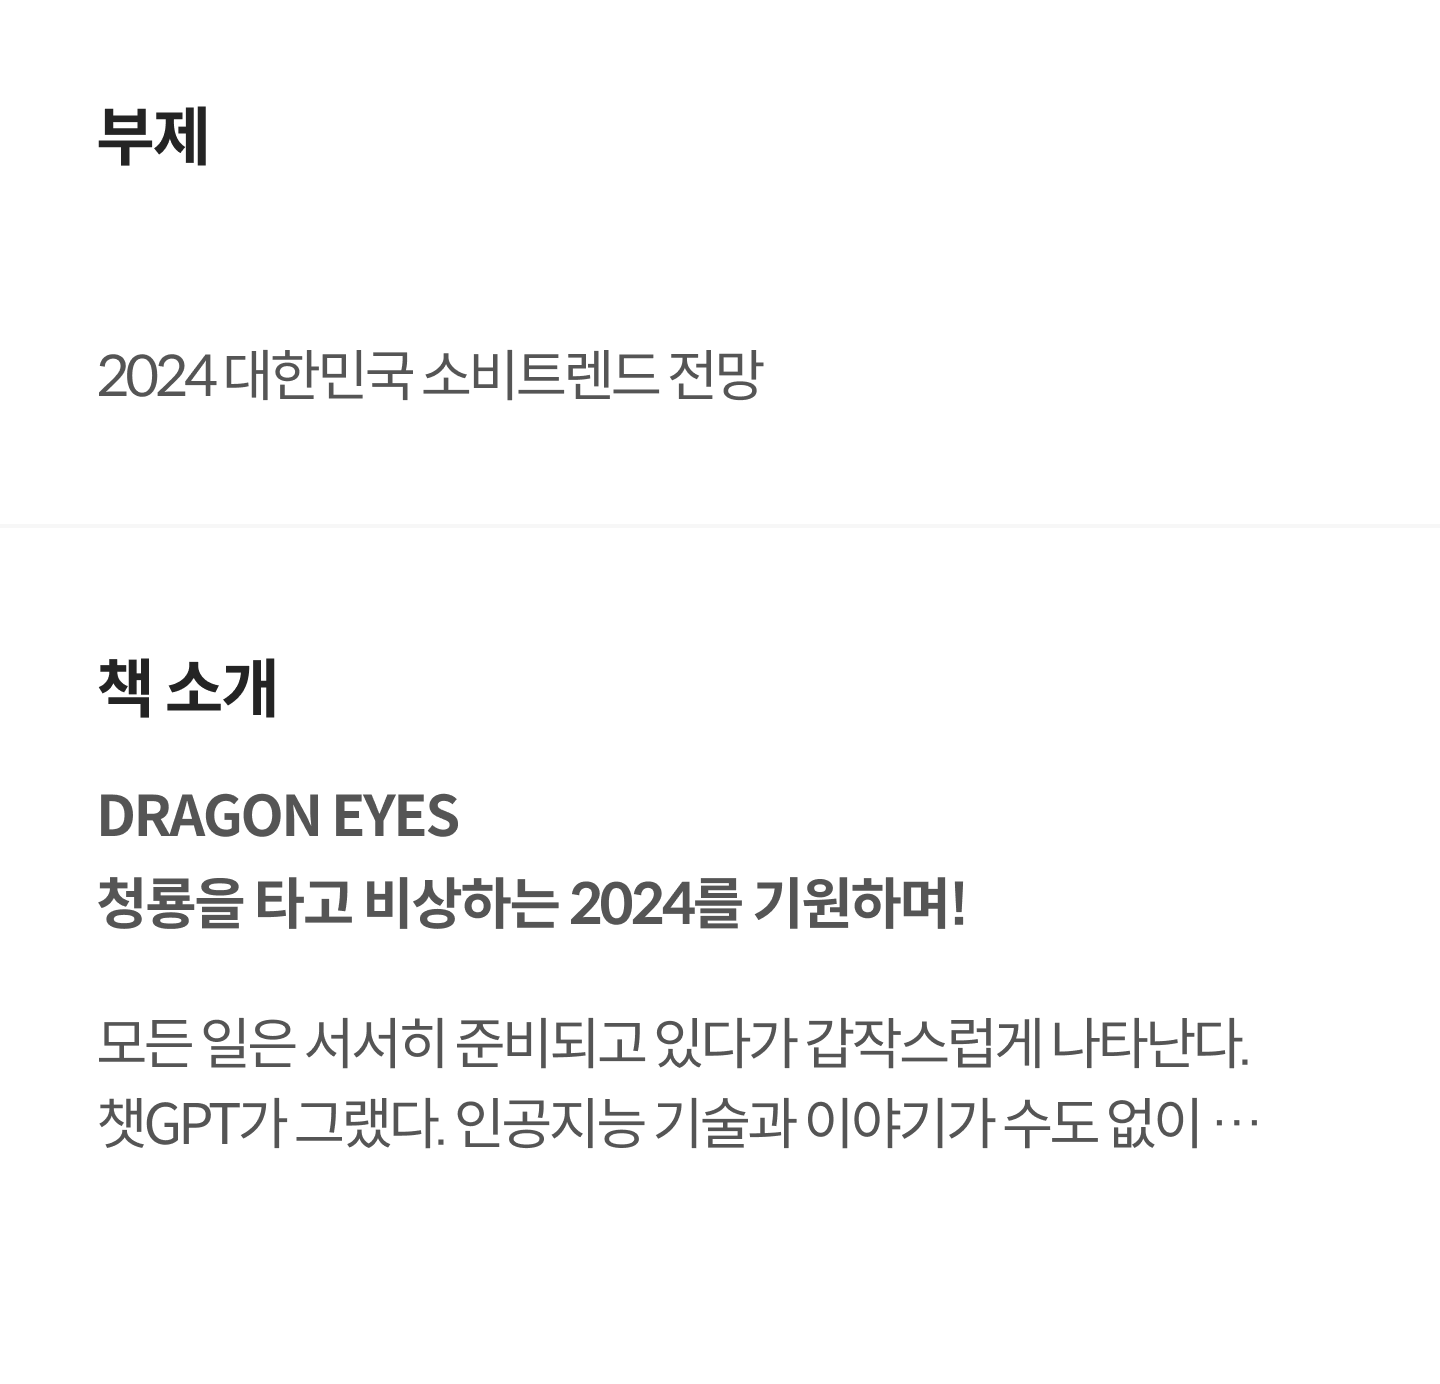 부제
2024 대한민국 소비트렌드 전망
책 소개
DRAGON EYES
청룡을 타고 비상하는 2024를 기원하며!
모든 일은 서서히 준비되고 있다가 갑작스럽게 나타난다.
챗GPT가 그랬다. 인공지능 기술과 이야기가 수도 없이 …